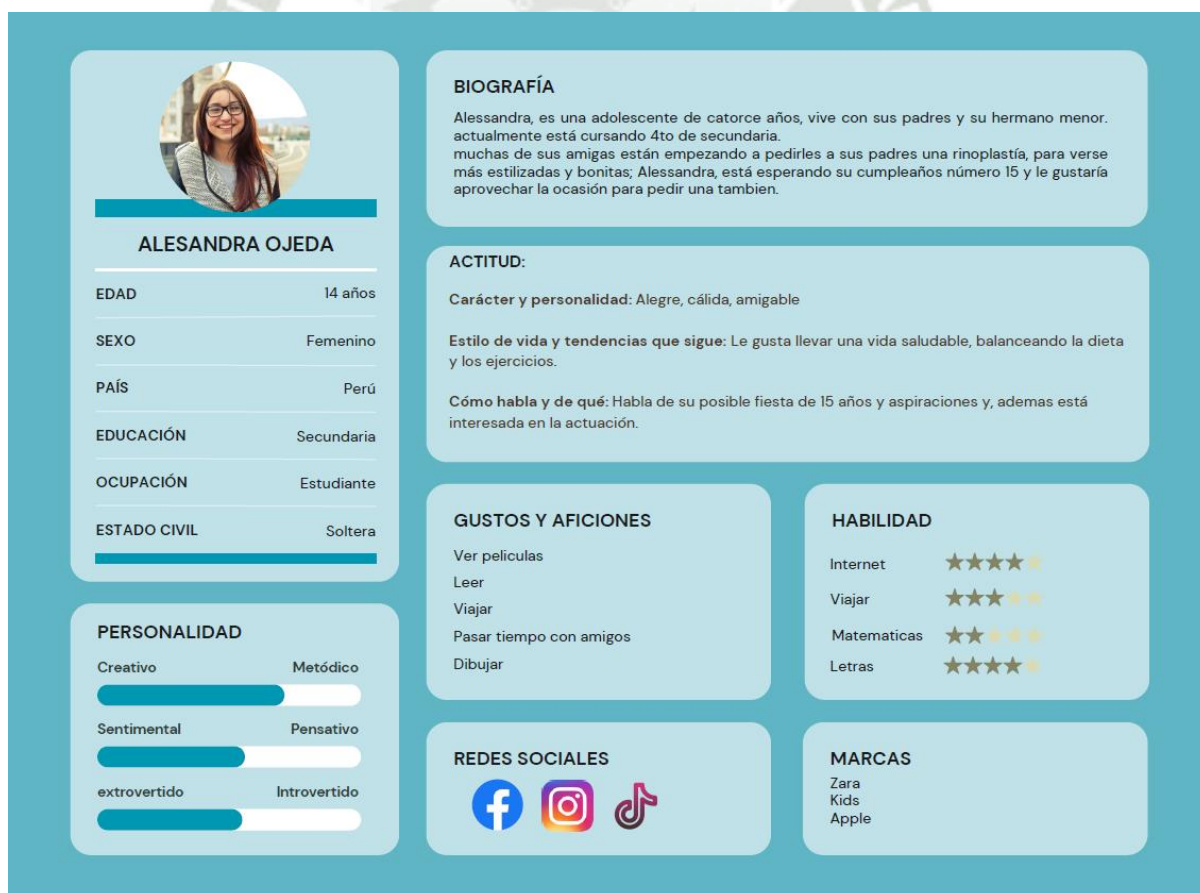 ALESANDRA OJEDA
EDAD 14 años
SEXO Femenino
PAÍS Perú
EDUCACIÓN Secundaria
OCUPACIÓN Estudiante
ESTADO CIVIL Soltera
PERSONALIDAD
Creativo Metódico
Sentimental Pensativo
extrovertido Introvertido
BIOGRAFÍA
Alessandra, es una adolescente de catorce años, vive con sus padres y su hermano menor.
actualmente está cursando 4to de secundaria.
muchas de sus amigas están empezando a pedirles a sus padres una rinoplastía, para verse
más estilizadas y bonitas; Alessandra, está esperando su cumpleaños número 15 y le gustaría
aprovechar la ocasión para pedir una tambien.
ACTITUD:
Carácter y personalidad: Alegre, cálida, amigable
Estilo de vida y tendencias que sigue: Le gusta llevar una vida saludable, balanceando la dieta
y los ejercicios.
Cómo habla y de qué: Habla de su posible fiesta de 15 años y aspiraciones y, ademas está
interesada en la actuación.
GUSTOS Y AFICIONES
Ver peliculas
Leer
Viajar
Pasar tiempo con amigos
Dibujar
HABILIDAD
Internet
Viajar
Matematicas
Letras
REDES SOCIALES
MARCAS
Zara
Kids
Apple